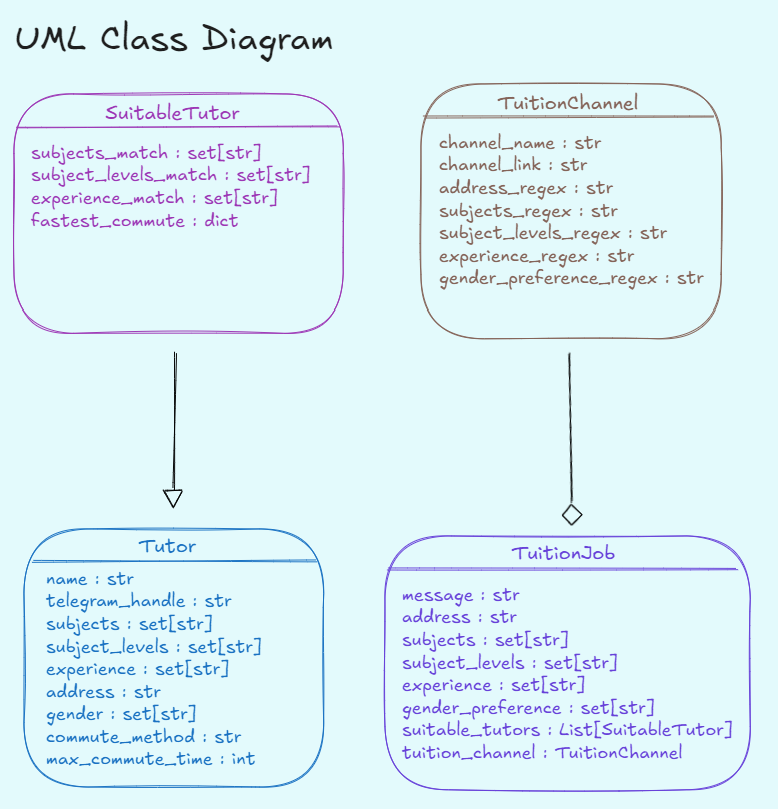 UML Class Diagram
SuitableTutor
subjects_match : set[str]
subject_levels_match : set[str]
experience_match : set[str]
fastest_commute : dict
TuitionChannel
channel_name : str
channel_link : str
address_regex : str
subjects_regex : str
subject_levels_regex : str
experience_regex : str
gender_preference_regex : str
Tutor
name : str
telegram_handle : str
subjects : set[str]
subject_levels : set[str]
experience : set[str]
address : str
gender : set[str]
commute_method : str
max_commute_time : int
TuitionJob
message : str
address : str
subjects : set[str]
subject_levels : set[str]
experience : set[str]
gender_preference : set[str]
suitable_tutors : List[SuitableTutor]
tuition_channel : TuitionChannel